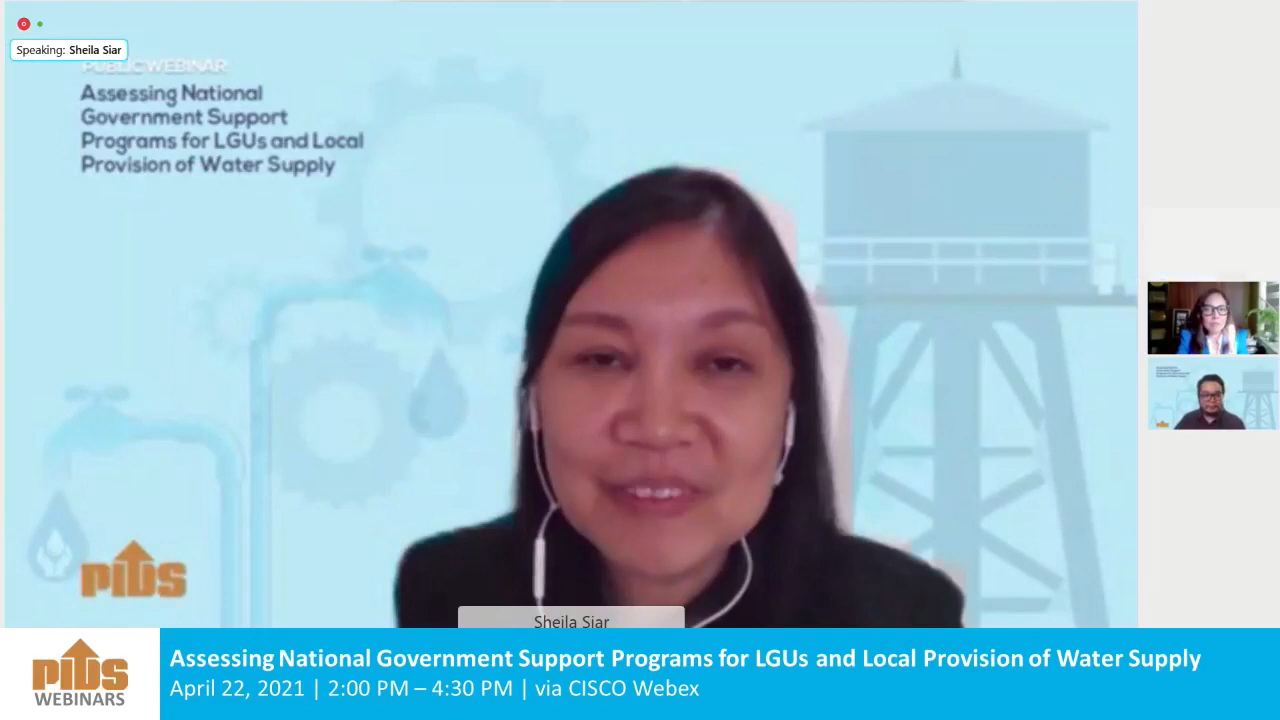 Speaking: Sheila Siar
PUBLIC WEBINAR
Assessing National
Government Support
Programs for LGUs and Local
Provision of Water Supply
PIDS
Sheila Siar
PIDS
WEBINARS
Assessing National Government Support Programs for LGUs and Local Provision of Water Supply
April 22, 2021 | 2:00 PM – 4:30 PM | via CISCO Webex